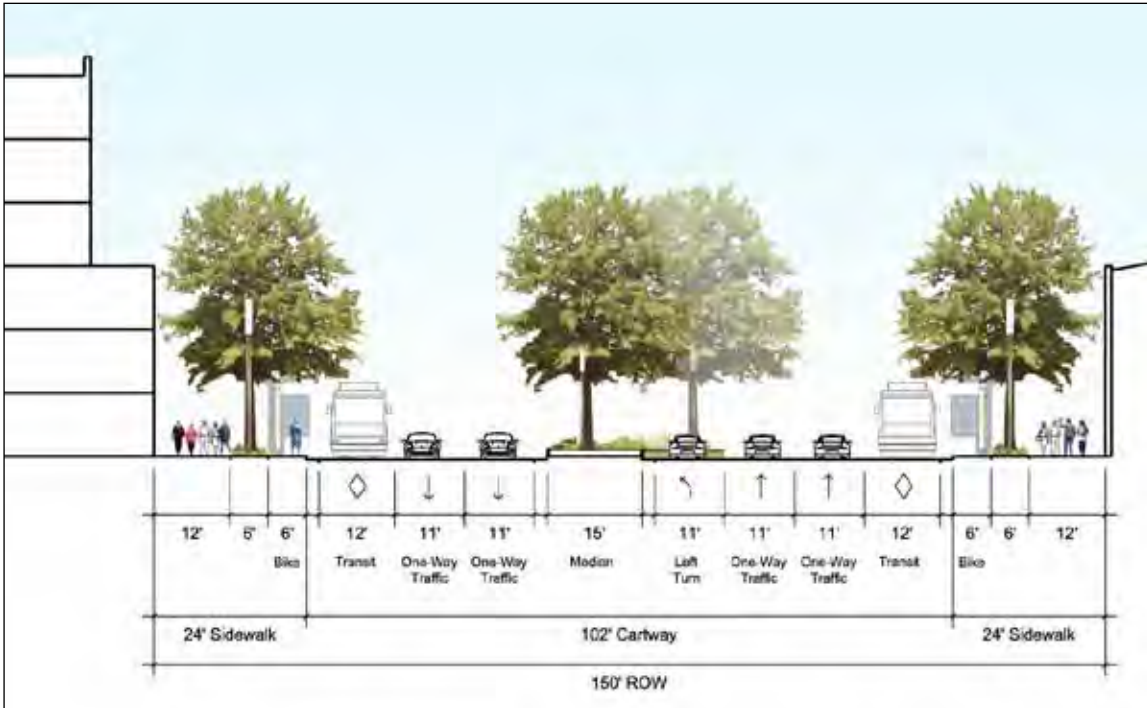 12' 5' 6' 12' 11' 11' 15' 11' 11' 11' 12' 6' 6' 12'
Bike Transit One-Way Traffic One-Way Traffic Median Left Turn One-Way Traffic One-Way Traffic Transit Bike
24' Sidewalk 102' Cartway 24' Sidewalk
150' ROW